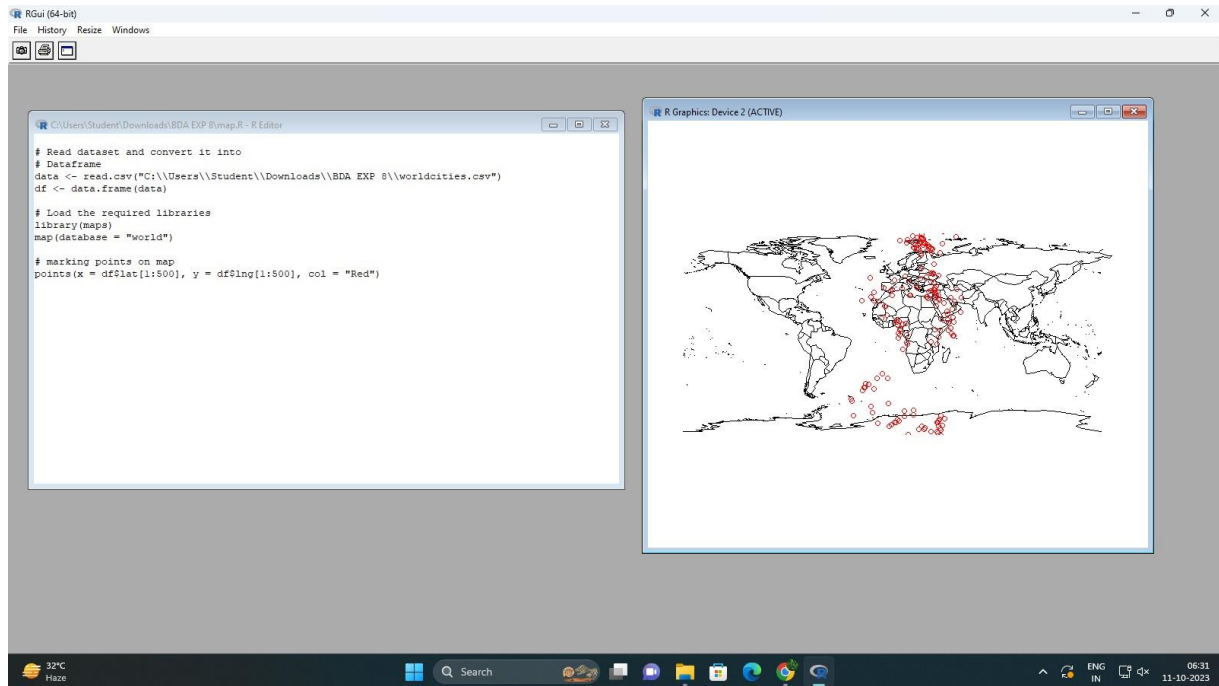 RGui (64-bit)
File History Resize Windows
C:\Users\Student\Downloads\BDA EXP 8\map.R - R Editor
# Read dataset and convert it into
# Dataframe
data <- read.csv("C:\\Users\\Student\\Downloads\\BDA EXP 8\\worldcities.csv")
df <- data.frame(data)
# Load the required libraries
library(maps)
map(database = "world")
# marking points on map
points(x = df$lat[1:500], y = df$lng[1:500], col = "Red")
R Graphics: Device 2 (ACTIVE)
32°C
Haze
Search
ENG
IN
06:31
11-10-2023